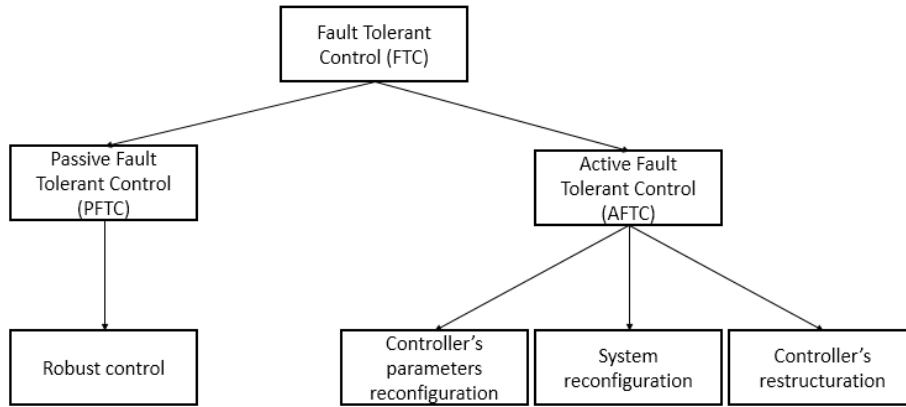 Fault Tolerant
Control (FTC)
Passive Fault
Tolerant Control
(PFTC)
Active Fault
Tolerant Control
(AFTC)
Robust control
Controller's
parameters
reconfiguration
System
reconfiguration
Controller's
restructuration